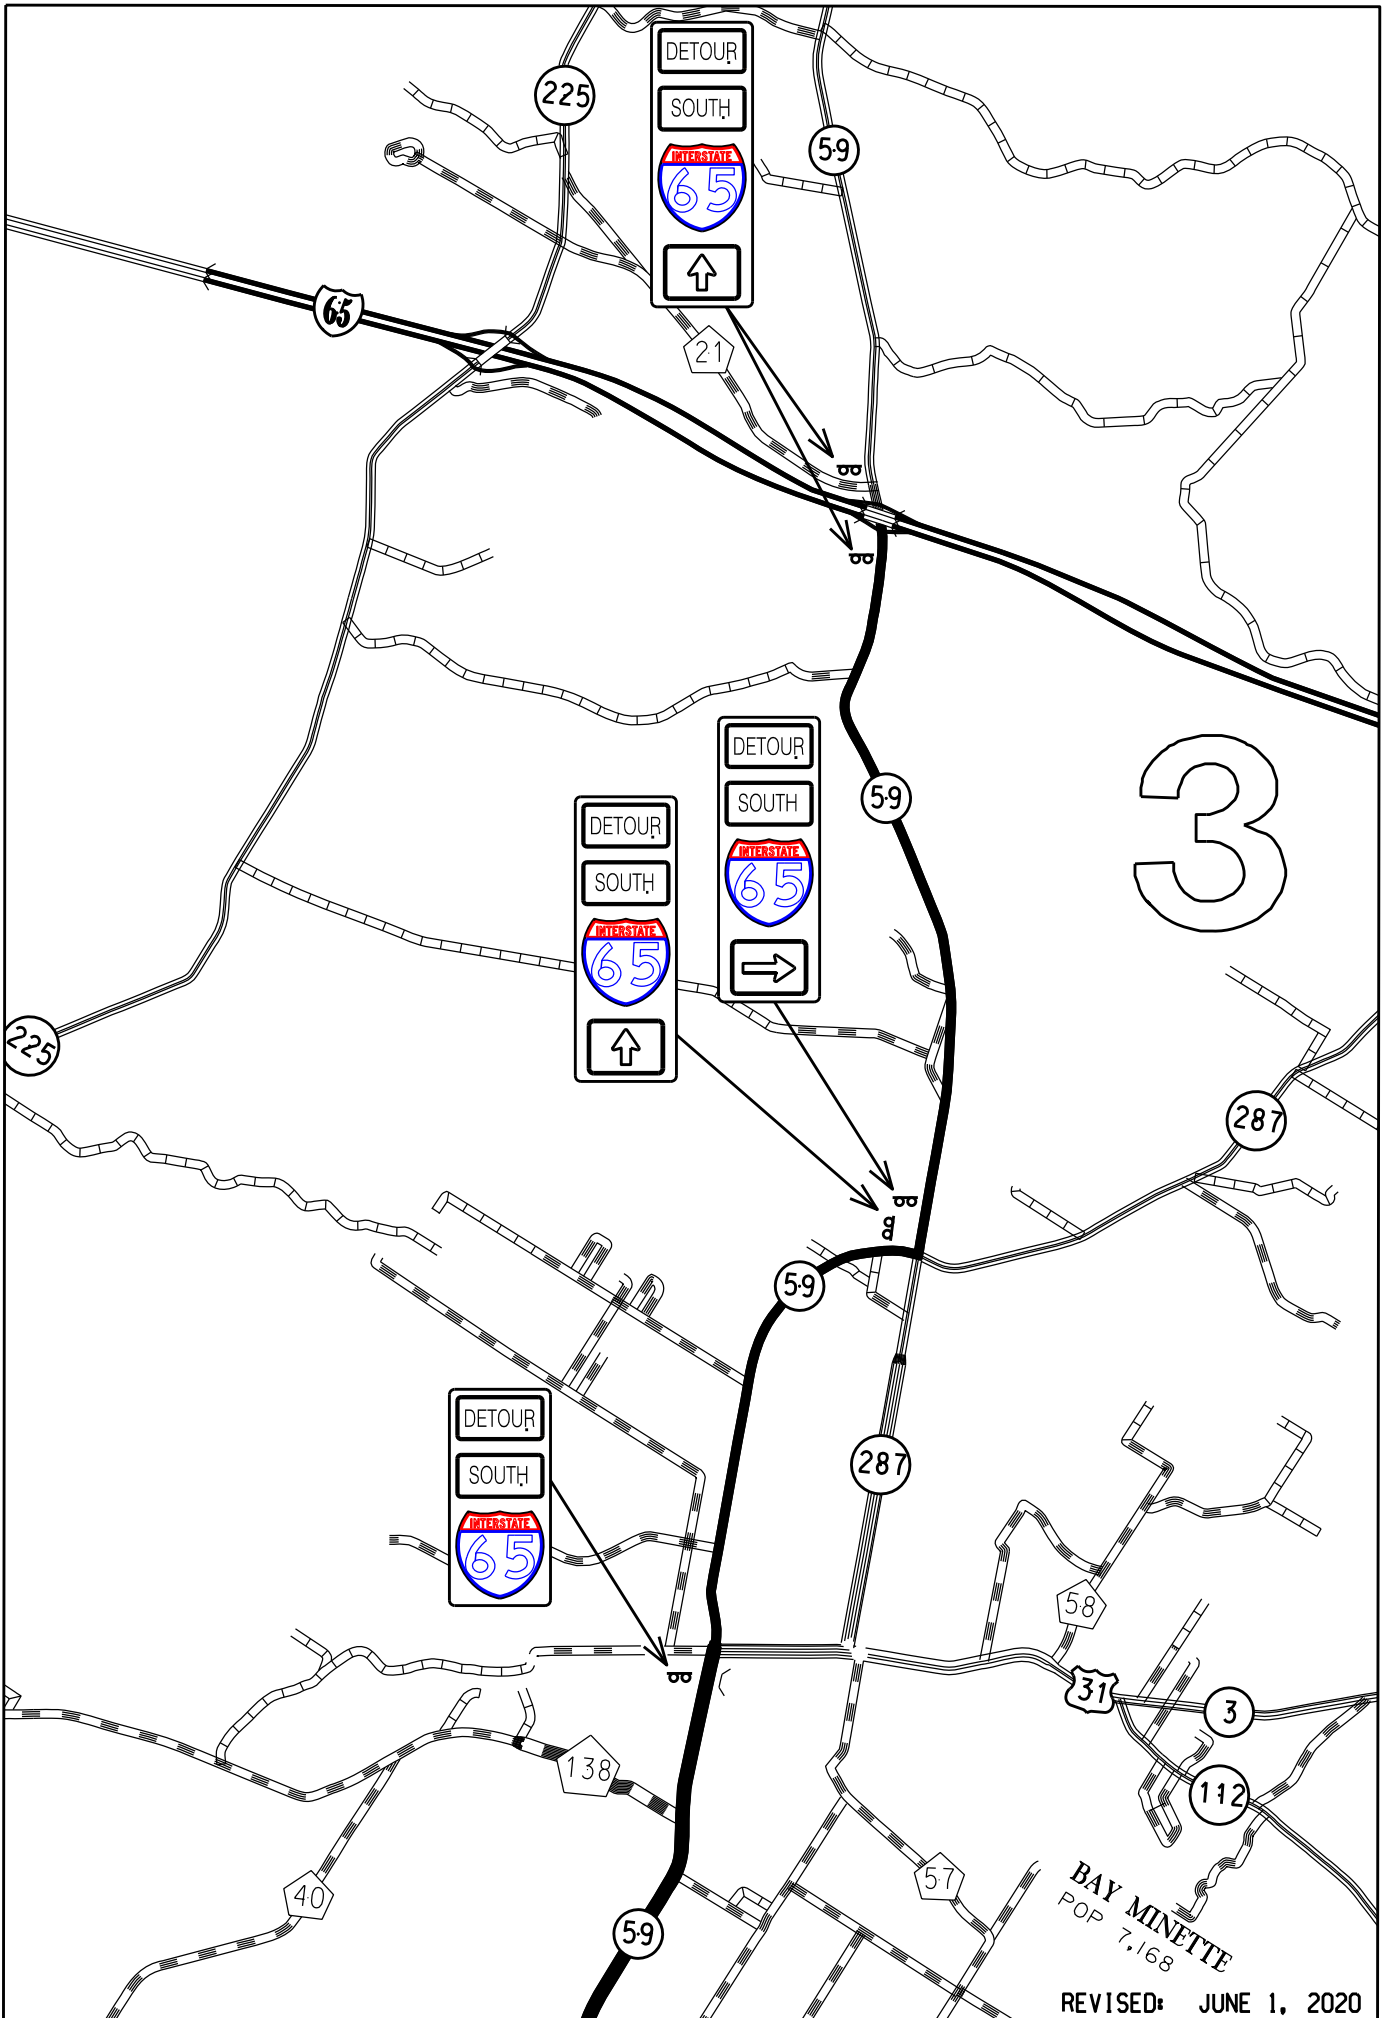 DETOUR
SOUTH
INTERSTATE
65
225
59
65
21
DETOUR
SOUTH
INTERSTATE
65
59
3
DETOUR
SOUTH
INTERSTATE
65
225
287
59
287
DETOUR
SOUTH
INTERSTATE
65
58
31
3
138
112
57
40
59
BAY MINETTE
POP 7,168
REVISED: JUNE 1, 2020